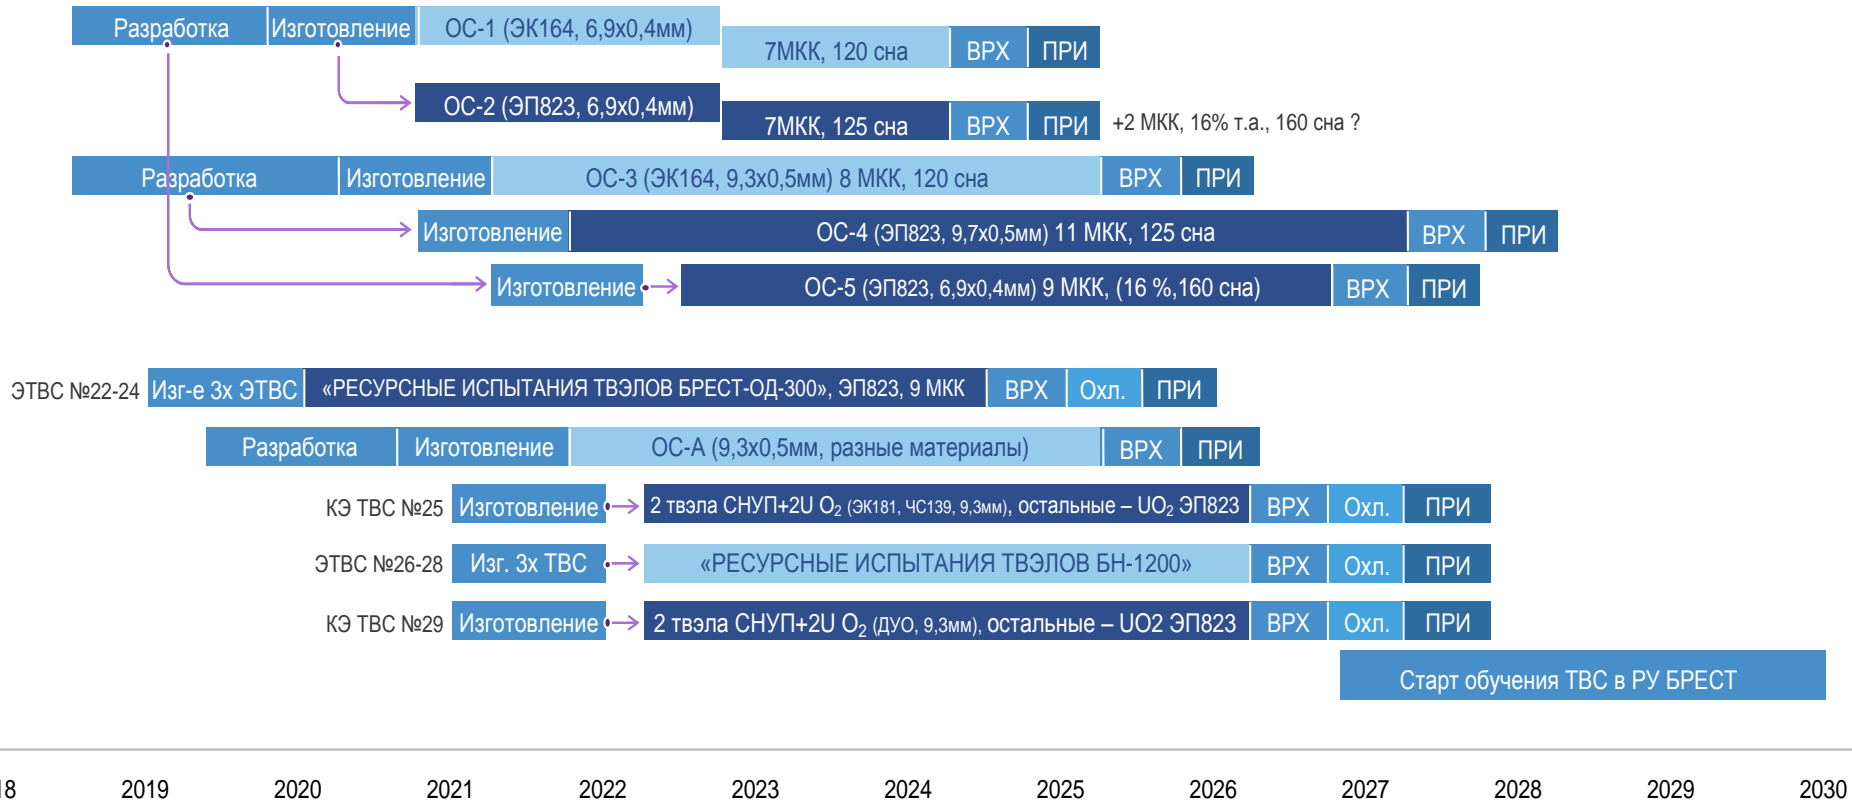 Разработка Изготовление ОС-1 (ЭК164, 6,9х0,4мм)
7МКК, 120 сна ВРХ ПРИ
ОС-2 (ЭП823, 6,9х0,4мм)
7МКК, 125 сна ВРХ ПРИ +2 МКК, 16% т.а., 160 сна ?
Разработка Изготовление ОС-3 (ЭК164, 9,3х0,5мм) 8 МКК, 120 сна ВРХ ПРИ
Изготовление ОС-4 (ЭП823, 9,7х0,5мм) 11 МКК, 125 сна ВРХ ПРИ
Изготовление ОС-5 (ЭП823, 6,9х0,4мм) 9 МКК, (16 %,160 сна) ВРХ ПРИ
ЭТВС №22-24 Изг-е 3х ЭТВС «РЕСУРСНЫЕ ИСПЫТАНИЯ ТВЭЛОВ БРЕСТ-ОД-300», ЭП823, 9 МКК ВРХ Охл. ПРИ
Разработка Изготовление ОС-А (9,3х0,5мм, разные материалы) ВРХ ПРИ
КЭ ТВС №25 Изготовление 2 твэла СНУП+2U O₂ (ЭК181, ЧС139, 9,3мм), остальные – UO₂ ЭП823 ВРХ Охл. ПРИ
ЭТВС №26-28 Изг. 3х ТВС «РЕСУРСНЫЕ ИСПЫТАНИЯ ТВЭЛОВ БН-1200» ВРХ Охл. ПРИ
КЭ ТВС №29 Изготовление 2 твэла СНУП+2U O₂ (ДУО, 9,3мм), остальные – UO2 ЭП823 ВРХ Охл. ПРИ
Старт обучения ТВС в РУ БРЕСТ
18 2019 2020 2021 2022 2023 2024 2025 2026 2027 2028 2029 2030